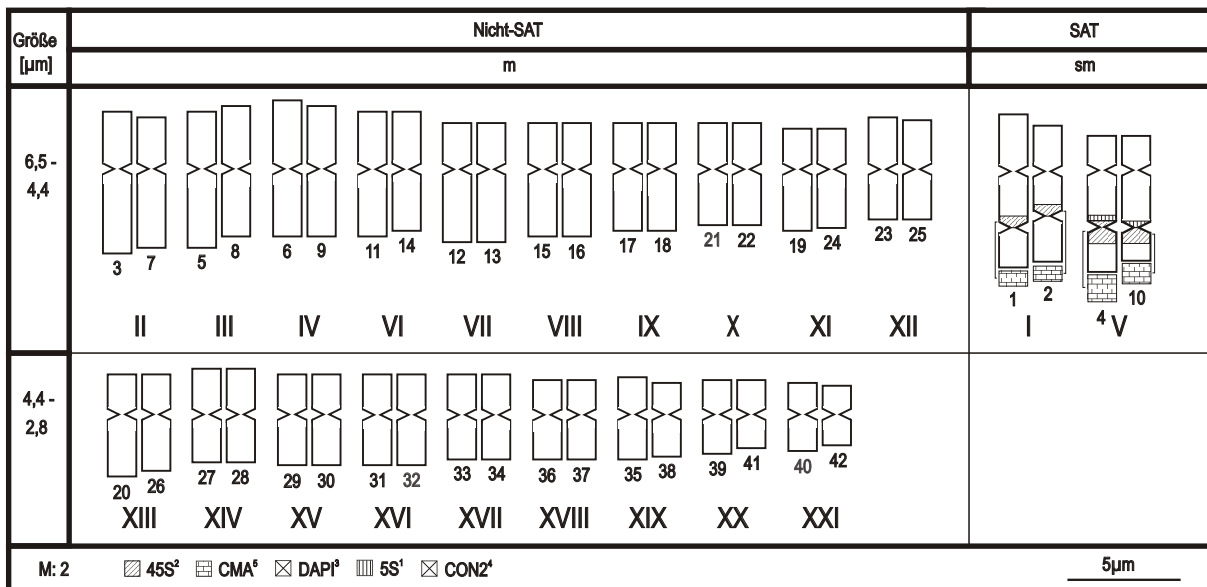 Größe
[µm]
Nicht-SAT
SAT
m
sm
6,5 -
4,4
3 7 5 8 6 9 11 14 12 13 15 16 17 18 21 22 19 24 23 25 1 2 4 10
II III IV VI VII VIII IX X XI XII I V
4,4 -
2,8
20 26 27 28 29 30 31 32 33 34 36 37 35 38 39 41 40 42
XIII XIV XV XVI XVII XVIII XIX XX XXI
M: 2 45S² CMA⁵ DAPI³ 5S¹ CON2⁴ 5µm